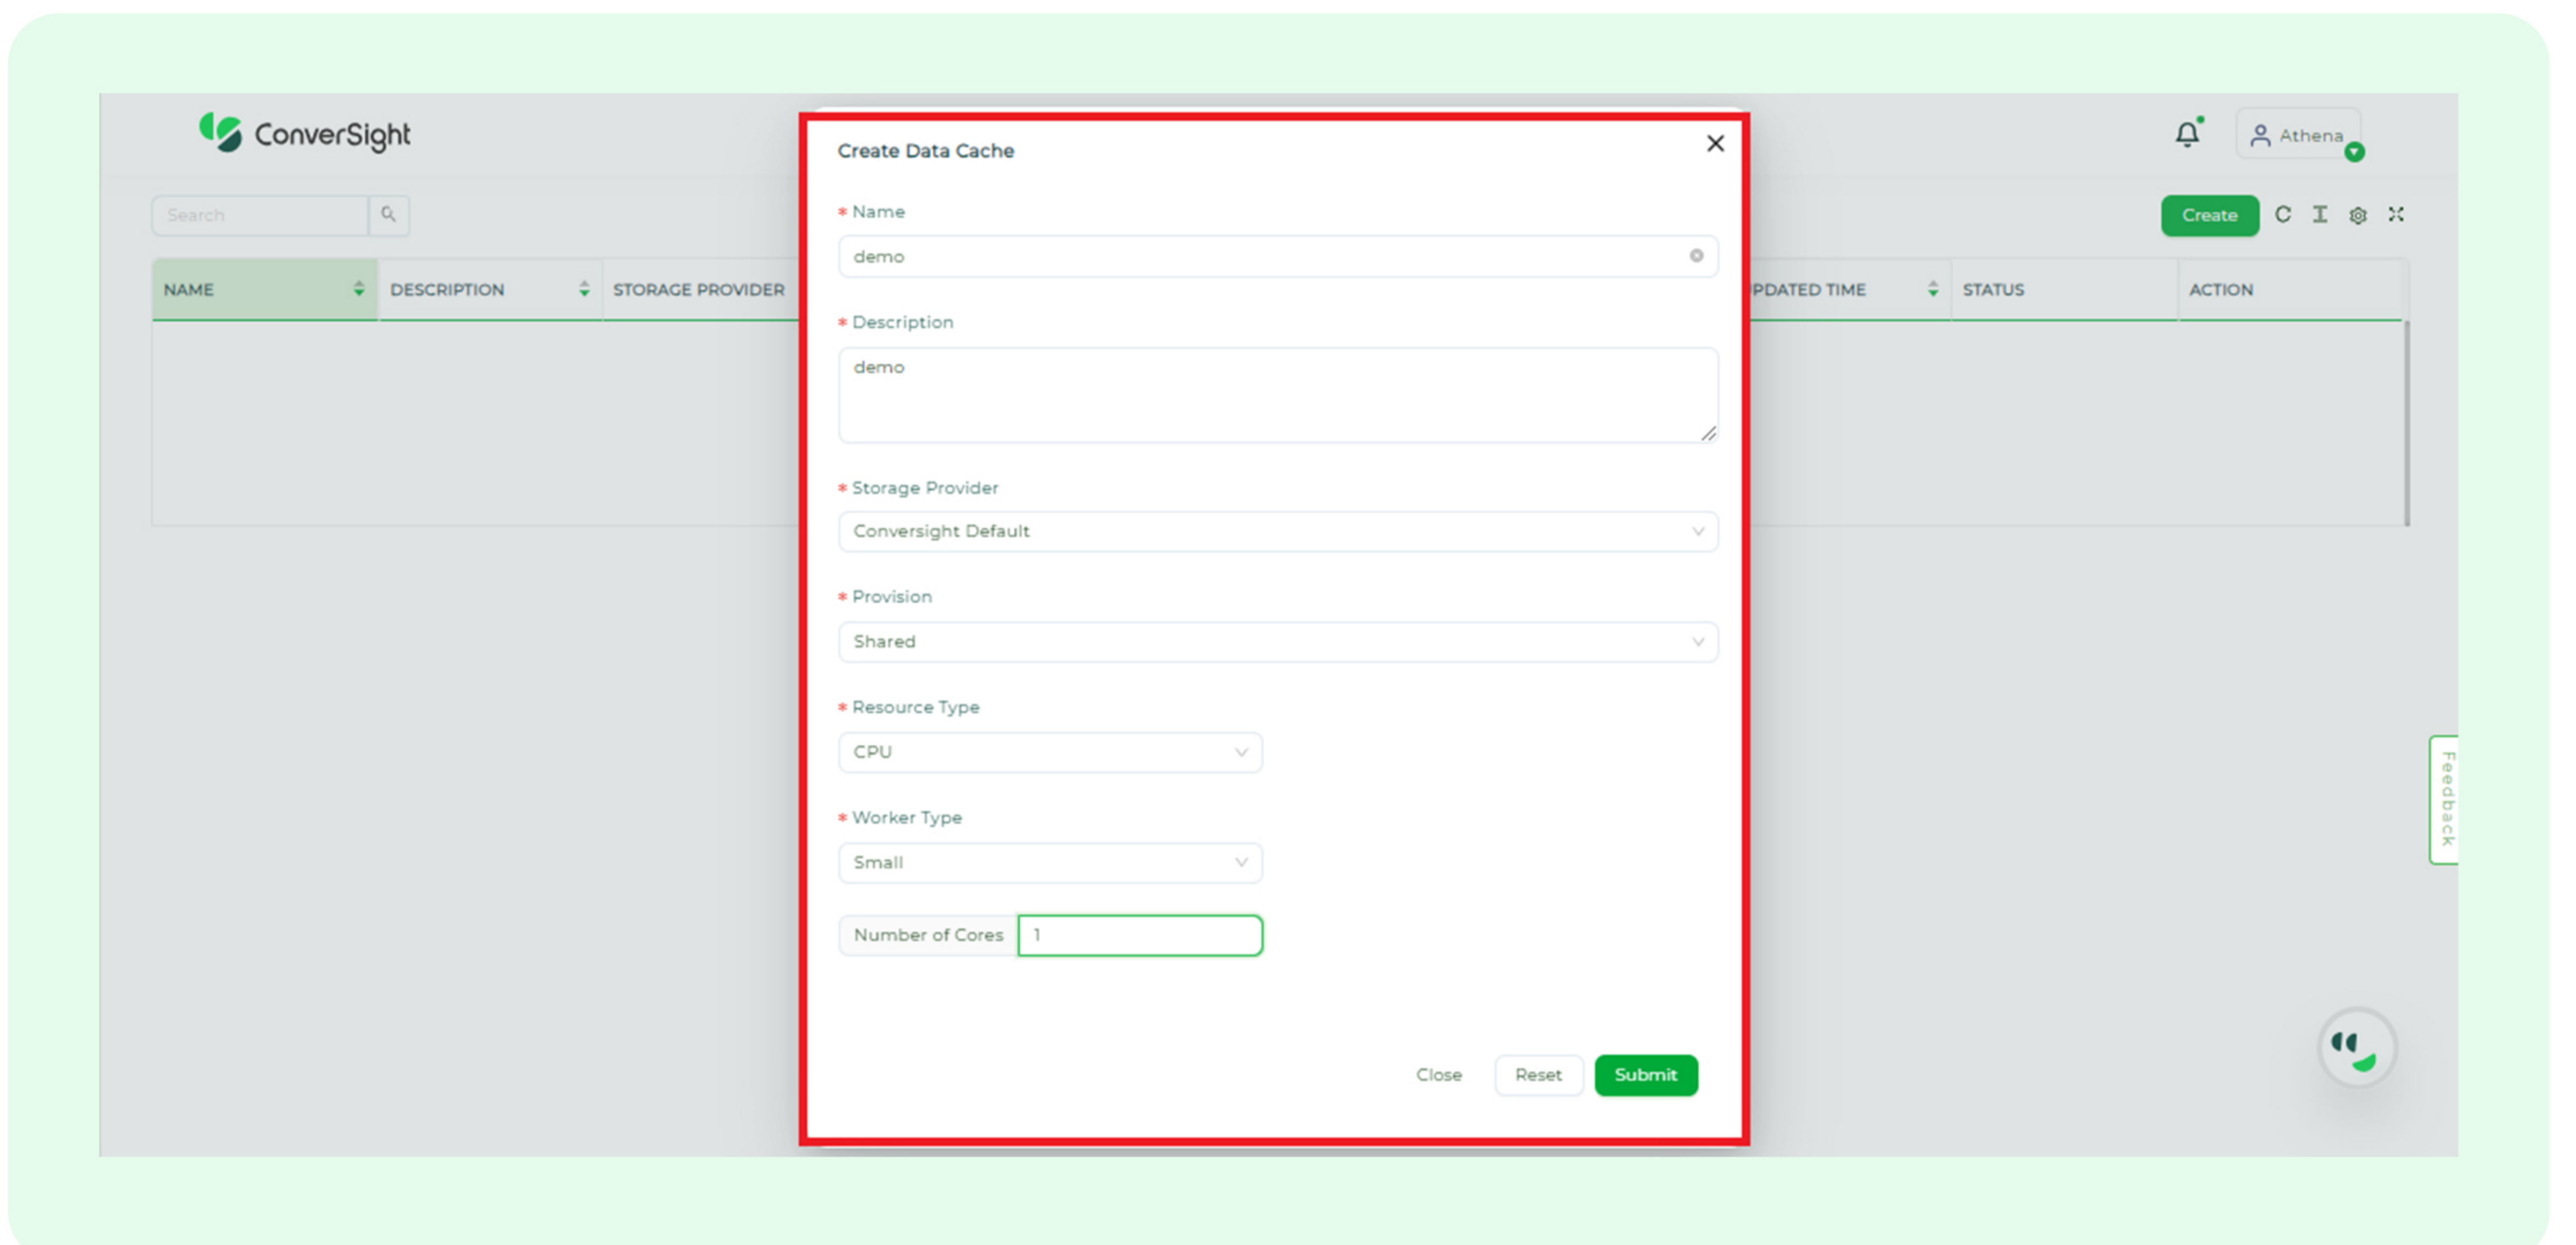 ConverSight
Athena
Search
Create
NAME
DESCRIPTION
STORAGE PROVIDER
PDATED TIME
STATUS
ACTION
Create Data Cache
* Name
demo
* Description
demo
* Storage Provider
Conversight Default
* Provision
Shared
* Resource Type
CPU
* Worker Type
Small
Number of Cores 1
Close
Reset
Submit
Feedback